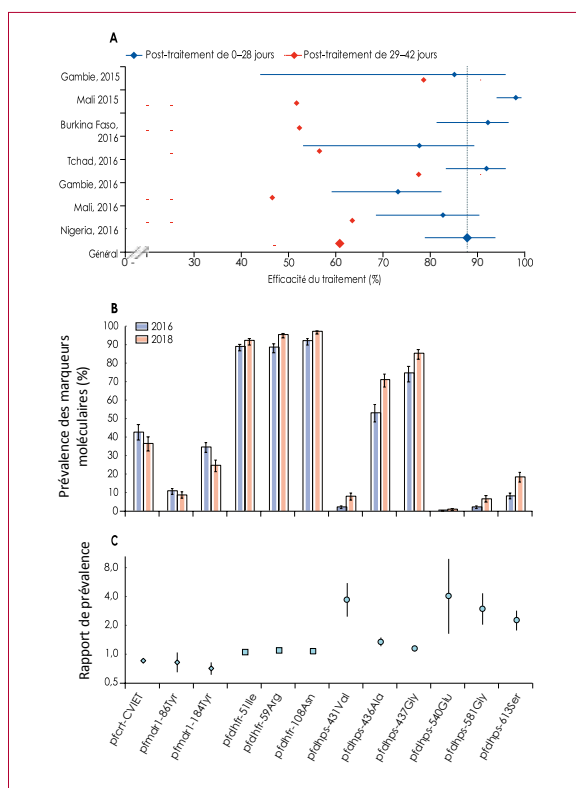 A
Post-traitement de 0–28 jours Post-traitement de 29–42 jours
Gambie, 2015
Mali 2015
Burkina Faso,
2016
Tchad, 2016
Gambie, 2016
Mali, 2016
Nigeria, 2016
Général
0 10 20 30 40 50 60 70 80 90 100
Efficacité du traitement (%)
B
2016
2018
Prévalence des marqueurs
moléculaires (%)
100
90
80
70
60
50
40
30
20
10
0
C
Rapport de prévalence
8.0
4.0
2.0
1.0
0.5
pfcrt-CVIET
pfmdr1-86Tyr
pfmdr1-184Tyr
pfdhfr-51Ile
pfdhfr-59Arg
pfdhfr-108Asn
pfdhps-431Val
pfdhps-436Ala
pfdhps-437Gly
pfdhps-540Glu
pfdhps-581Gly
pfdhps-613Ser